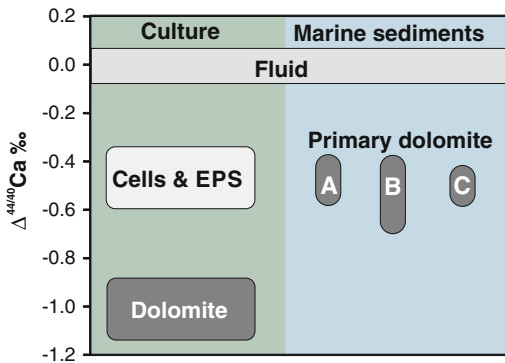 Culture
Marine sediments
Fluid
Primary dolomite
Cells & EPS
A
B
C
Dolomite
Δ44/40Ca ‰
0.2
0.0
-0.2
-0.4
-0.6
-0.8
-1.0
-1.2